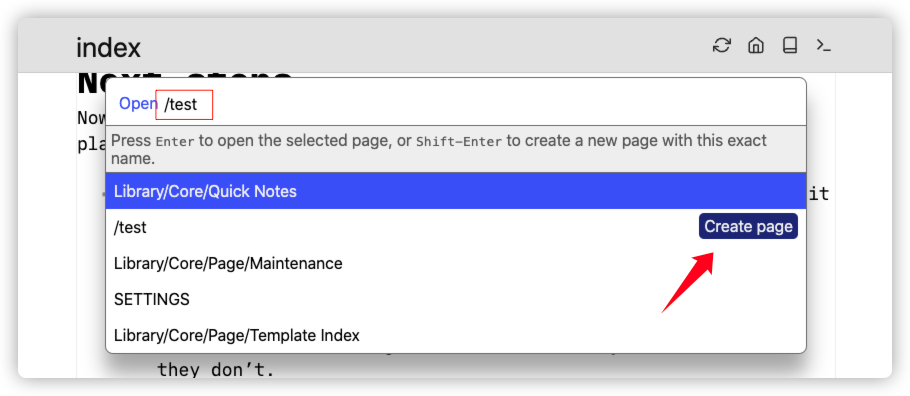 index
Next steps
Now
Open /test
pla
Press Enter to open the selected page, or Shift-Enter to create a new page with this exact
name.
Library/Core/Quick Notes
it
/test
Create page
Library/Core/Page/Maintenance
SETTINGS
Library/Core/Page/Template Index
they don’t.